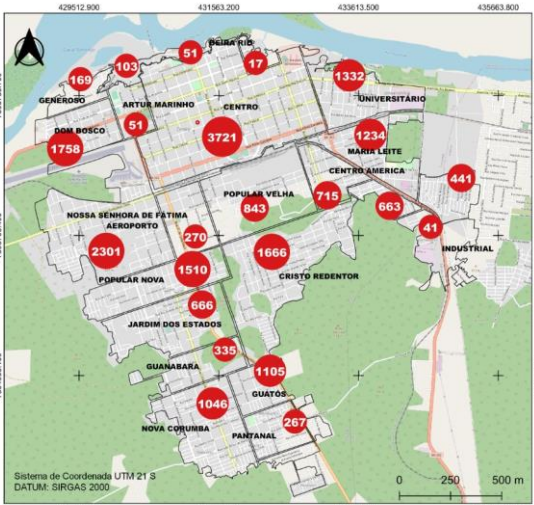 429512.900 431563.200 433613.500 435663.800
BEIRA RIO
51
103
17
169
1332
GENEROSO
UNIVERSITÁRIO
ARTUR MARINHO
CENTRO
51
DOM BOSCO
3721
1234
1758
MARIA LEITE
CENTRO AMERICA
441
POPULAR VELHA
715
663
843
NOSSA SENHORA DE FÁTIMA
AEROPORTO
41
270
2301
1666
INDUSTRIAL
1510
POPULAR NOVA
CRISTO REDENTOR
666
JARDIM DOS ESTADOS
335
GUANABARA
1105
GUATÓS
1046
267
NOVA CORUMBA
PANTANAL
Sistema de Coordenada UTM 21 S
DATUM: SIRGAS 2000
0 250 500 m